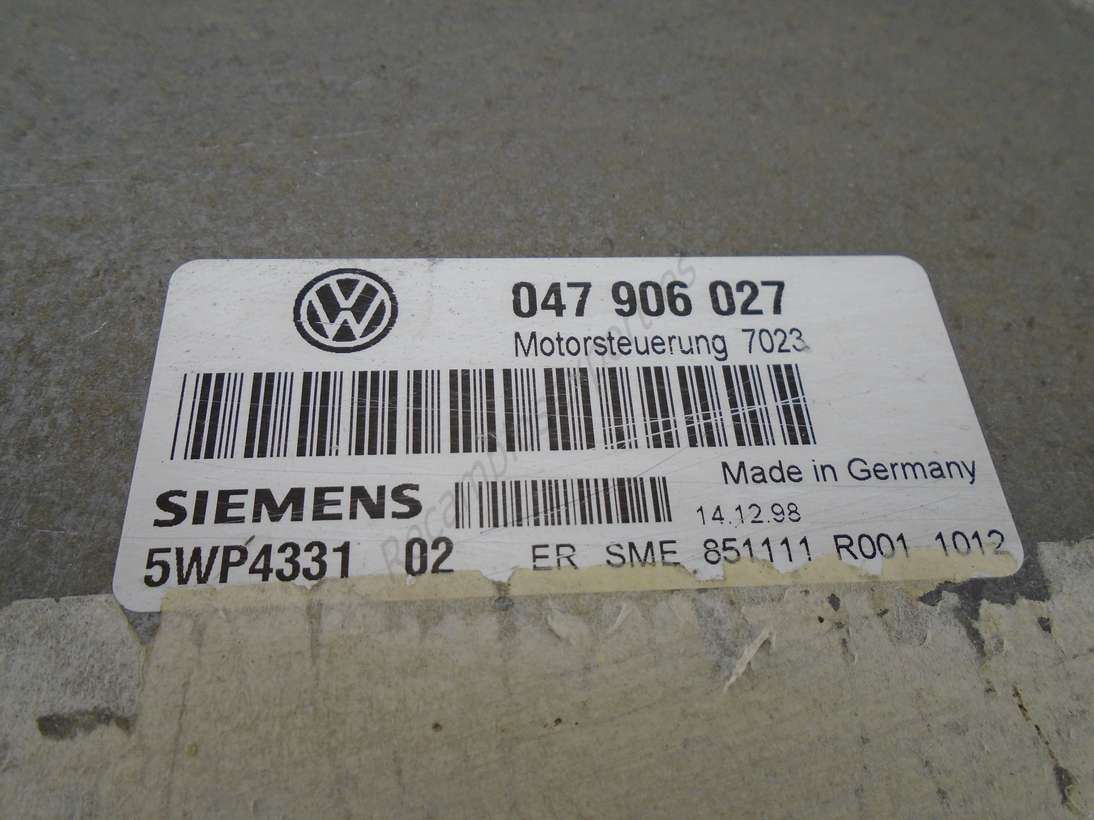 047 906 027
Motorsteuerung 7023
Made in Germany
SIEMENS
14.12.98
5WP4331 02 ER SME 851111 R001 1012